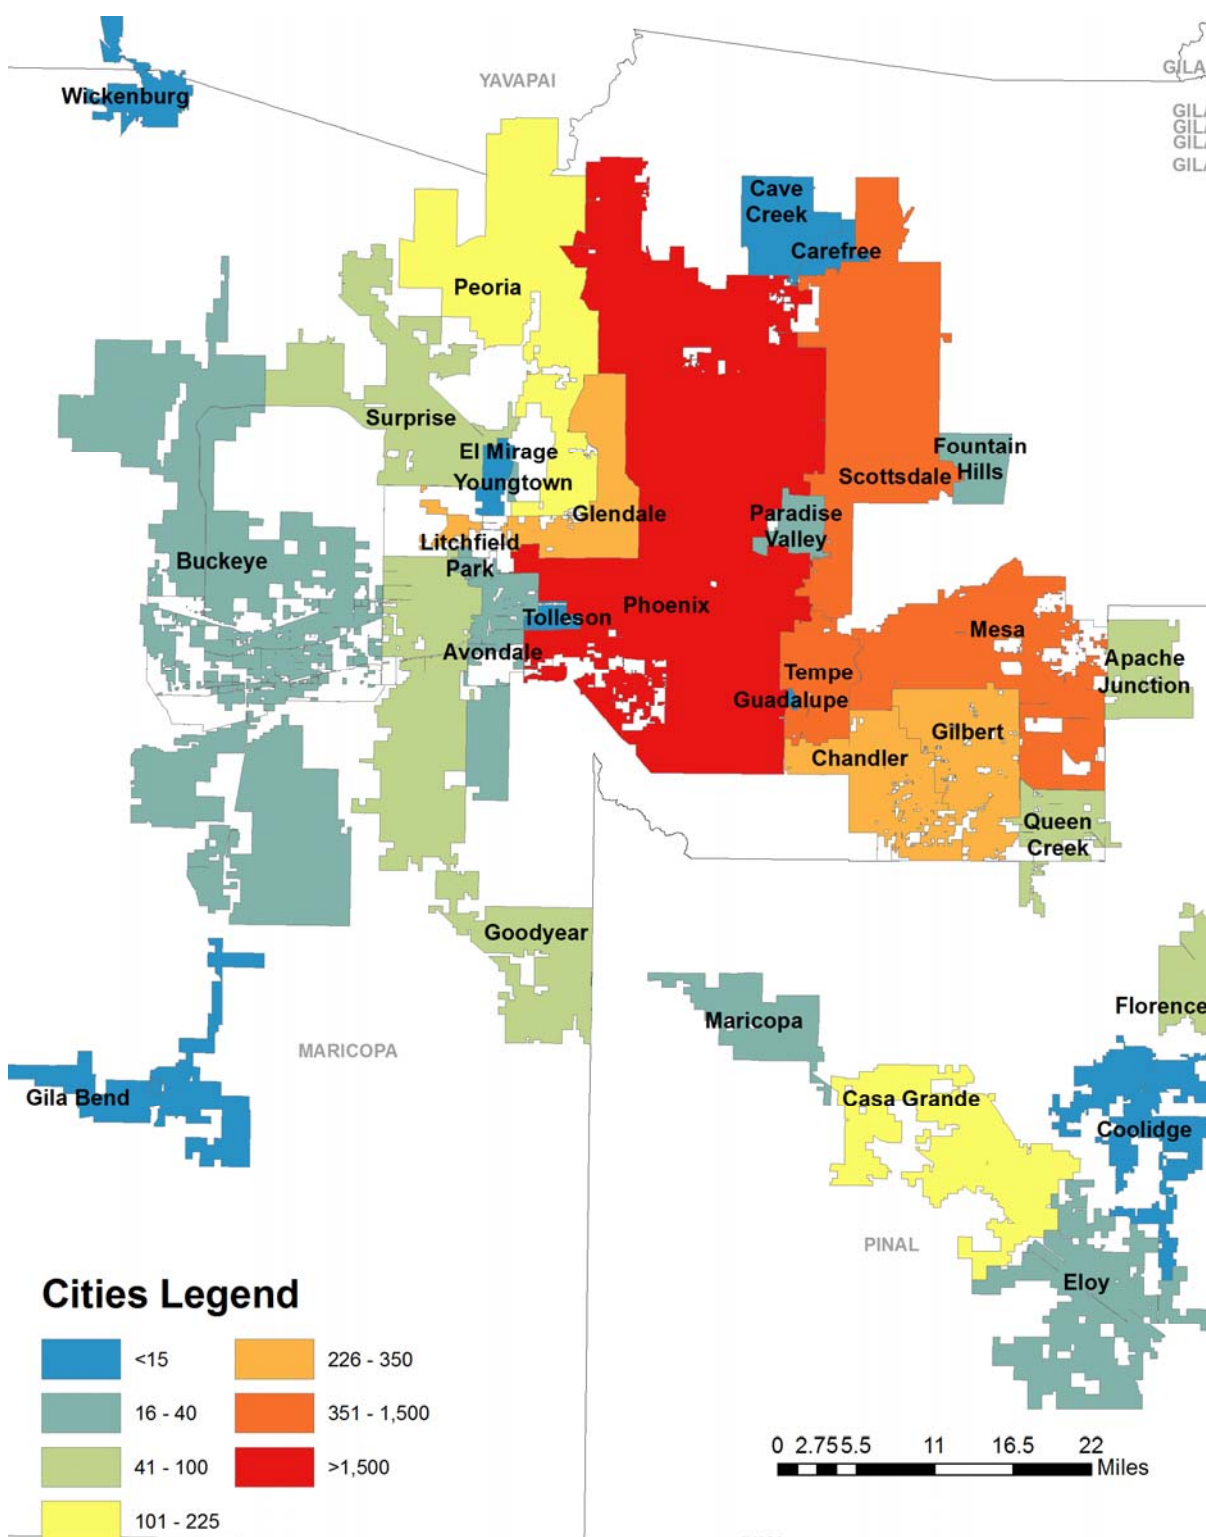 Wickenburg
YAVAPAI
GILA
GILA
GILA
GILA
GILA
Cave
Creek
Carefree
Peoria
Surprise
El Mirage
Youngtown
Fountain
Hills
Scottsdale
Glendale
Paradise
Valley
Litchfield
Park
Buckeye
Tolleson
Phoenix
Avondale
Mesa
Tempe
Guadalupe
Apache
Junction
Gilbert
Chandler
Queen
Creek
Goodyear
Florence
Maricopa
MARICOPA
Gila Bend
Casa Grande
Coolidge
PINAL
Eloy
Cities Legend
<15
16 - 40
41 - 100
101 - 225
226 - 350
351 - 1,500
>1,500
0 2.75 5.5 11 16.5 22
Miles